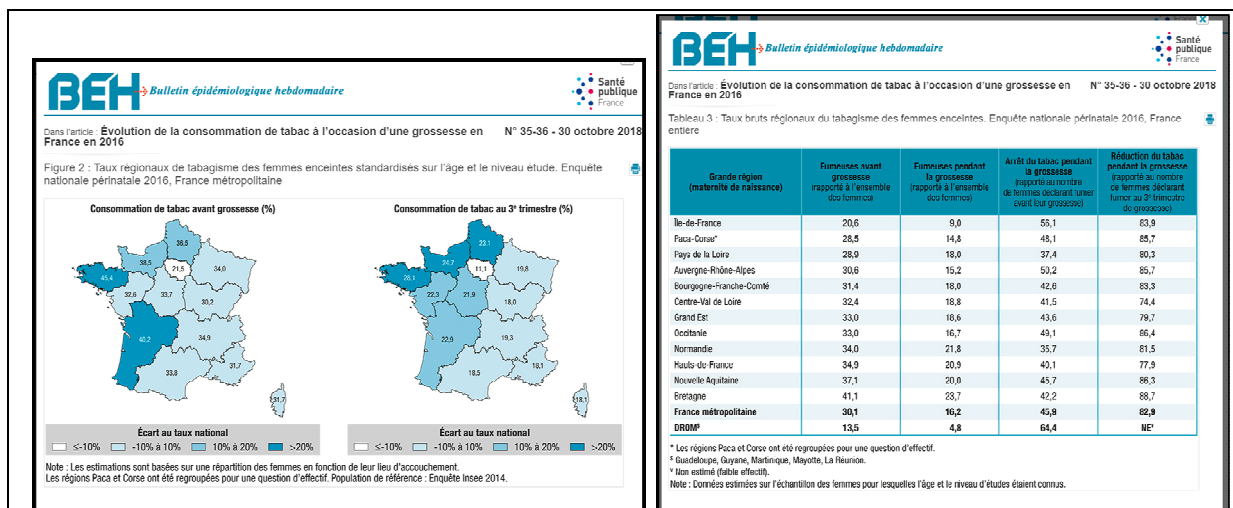 BEH Bulletin épidémiologique hebdomadaire
Santé
publique
France
Dans l'article : Évolution de la consommation de tabac à l'occasion d'une grossesse en N° 35-36 - 30 octobre 2018
France en 2016
Figure 2 : Taux régionaux de tabagisme des femmes enceintes standardisés sur l'âge et le niveau étude. Enquête
nationale périnatale 2016, France métropolitaine
Consommation de tabac avant grossesse (%)
36,5
38,5
21,5
34,0
45,4
32,6
33,7
30,2
40,2
34,9
33,8
31,7
31,7
Écart au taux national
≤-10% -10% à 10% 10% à 20% >20%
Consommation de tabac au 3e trimestre (%)
23,1
24,7
11,1
19,8
28,1
22,3
21,9
18,0
22,9
19,3
18,5
18,1
18,1
Écart au taux national
≤-10% -10% à 10% 10% à 20% >20%
Note : Les estimations sont basées sur une répartition des femmes en fonction de leur lieu d'accouchement.
Les régions Paca et Corse ont été regroupées pour une question d'effectif. Population de référence : Enquête Insee 2014.
BEH Bulletin épidémiologique hebdomadaire
Santé
publique
France
Dans l'article : Évolution de la consommation de tabac à l'occasion d'une grossesse en N° 35-36 - 30 octobre 2018
France en 2016
Tableau 3 : Taux bruts régionaux du tabagisme des femmes enceintes. Enquête nationale périnatale 2016, France
entière
Grande région
(maternité de naissance)
Fumeuses avant
grossesse
(rapporté à l'ensemble
des femmes)
Fumeuses pendant
la grossesse
(rapporté à l'ensemble
des femmes)
Arrêt du tabac pendant
la grossesse
(rapporté au nombre
de femmes déclarant fumer
avant leur grossesse)
Réduction du tabac
pendant la grossesse
(rapporté au nombre
de femmes déclarant
fumer au 3e trimestre
de grossesse)
Île-de-France 20,6 9,0 56,1 83,9
Paca-Corse* 28,5 14,8 48,1 85,7
Pays de la Loire 28,9 18,0 37,4 80,3
Auvergne-Rhône-Alpes 30,6 15,2 50,2 85,7
Bourgogne-Franche-Comté 31,4 18,0 42,6 83,3
Centre-Val de Loire 32,4 18,8 41,5 74,4
Grand Est 33,0 18,6 43,6 79,7
Occitanie 33,0 16,7 49,1 86,4
Normandie 34,0 21,8 35,7 81,5
Hauts-de-France 34,9 20,9 40,1 77,9
Nouvelle Aquitaine 37,1 20,0 45,7 86,3
Bretagne 41,1 23,7 42,2 88,7
France métropolitaine 30,1 16,2 45,9 82,9
DROM$ 13,5 4,8 64,4 NE¥
* Les régions Paca et Corse ont été regroupées pour une question d'effectif.
$ Guadeloupe, Guyane, Martinique, Mayotte, La Réunion.
¥ Non estimé (faible effectif).
Note : Données estimées sur l'échantillon des femmes pour lesquelles l'âge et le niveau d'études étaient connus.